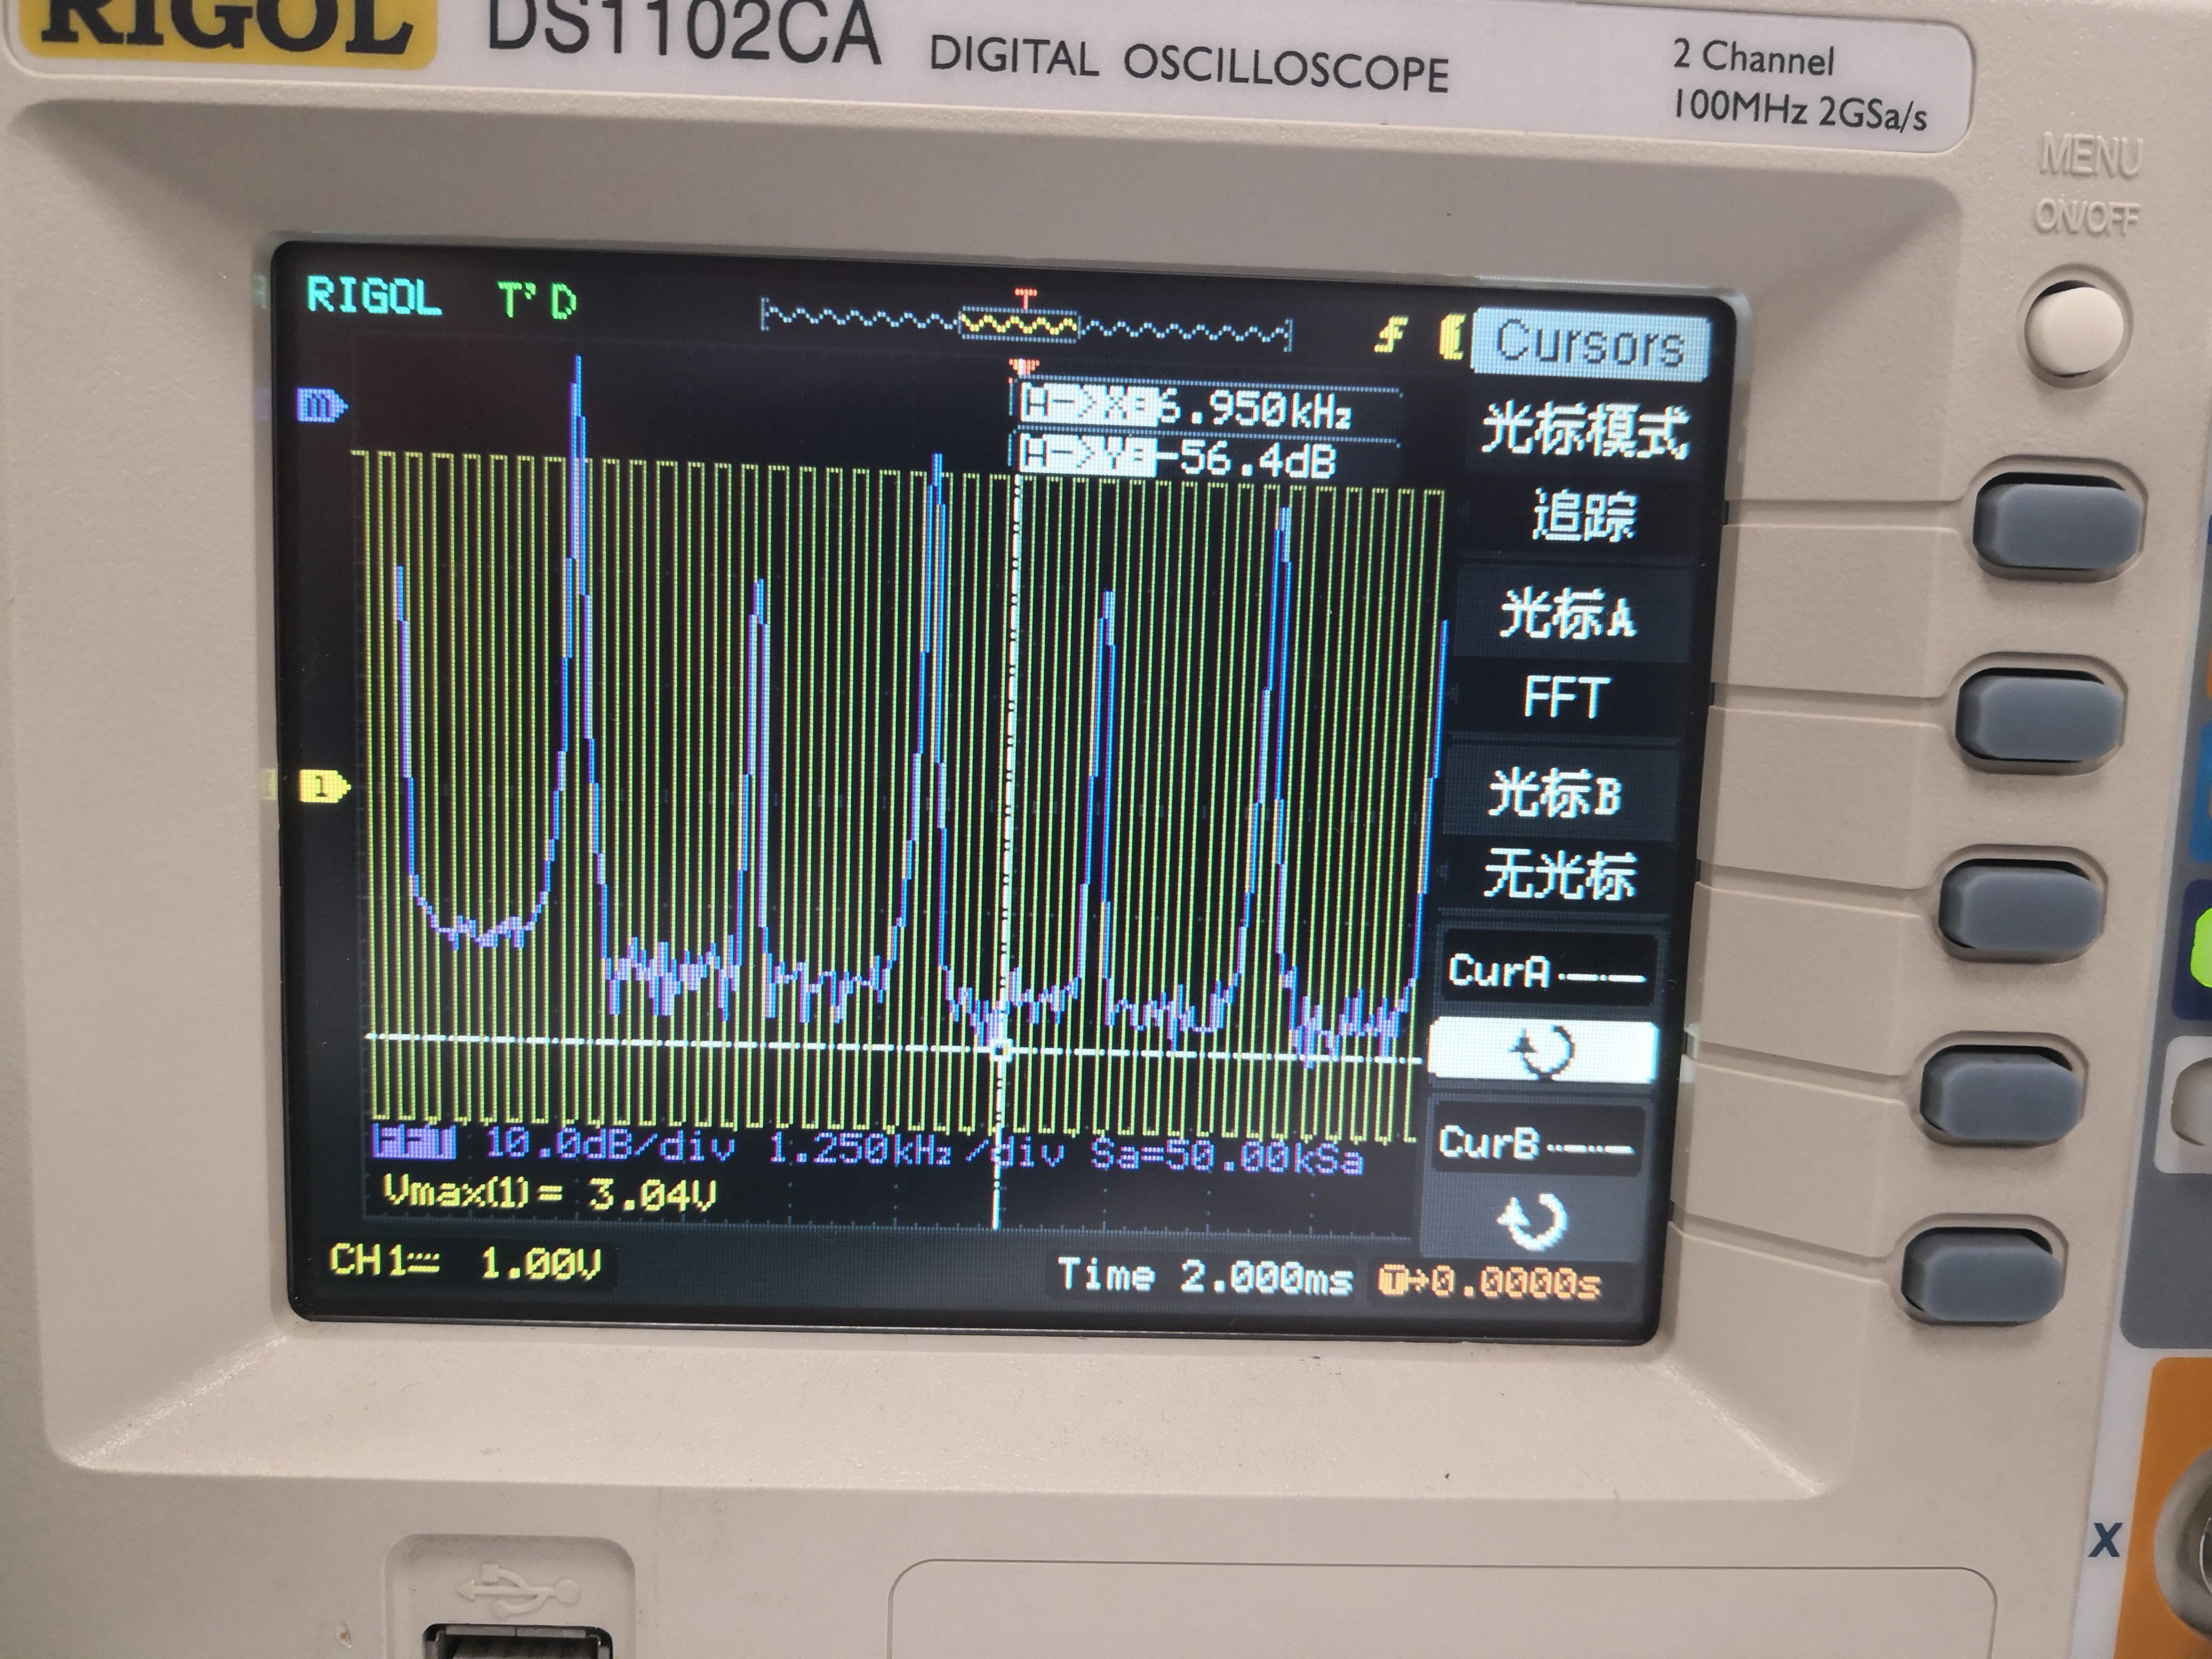 RIGOL DS1102CA DIGITAL OSCILLOSCOPE
2 Channel
100MHz 2GSa/s
MENU
ON/OFF
RIGOL T'D
T
Cursors
光标模式
追踪
光标A
FFT
光标B
无光标
CurA
CurB
A->X=6.950kHz
A->Y=-56.4dB
1
FFT 10.0dB/div 1.250kHz/div Sa=50.00kSa
Vmax(1)= 3.04V
CH1 1.00V
Time 2.000ms T→0.0000s
X